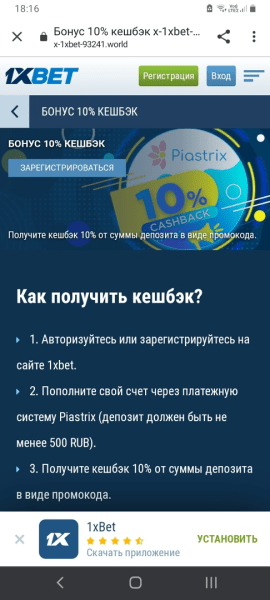 18:16
Бонус 10% кешбэк x-1xbet-...
x-1xbet-93241.world
1XBET
Регистрация
Вход
БОНУС 10% КЕШБЭК
БОНУС 10% КЕШБЭК
ЗАРЕГИСТРИРОВАТЬСЯ
Piastrix
10%
CASHBACK
Получите кешбэк 10% от суммы депозита в виде промокода.
Как получить кешбэк?
1. Авторизуйтесь или зарегистрируйтесь на
сайте 1xbet.
2. Пополните свой счет через платежную
систему Piastrix (депозит должен быть не
менее 500 RUB).
3. Получите кешбэк 10% от суммы депозита
в виде промокода.
1X
1xBet
Скачать приложение
УСТАНОВИТЬ